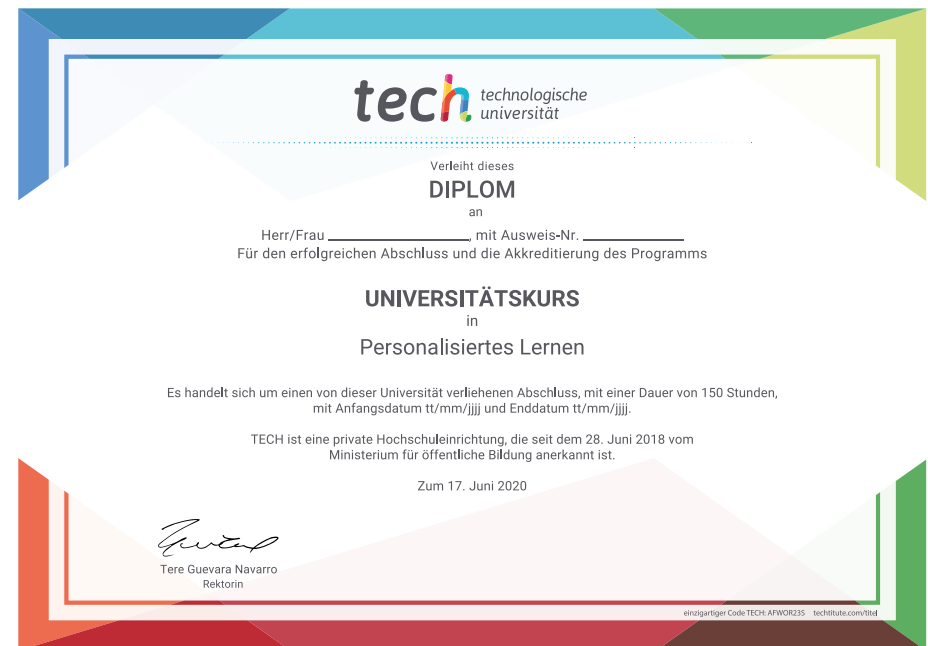 tech technologische
universität
Verleiht dieses
DIPLOM
an
Herr/Frau ____________, mit Ausweis-Nr. ____________
Für den erfolgreichen Abschluss und die Akkreditierung des Programms
UNIVERSITÄTSKURS
in
Personalisiertes Lernen
Es handelt sich um einen von dieser Universität verliehenen Abschluss, mit einer Dauer von 150 Stunden,
mit Anfangsdatum tt/mm/jjjj und Enddatum tt/mm/jjjj.
TECH ist eine private Hochschuleinrichtung, die seit dem 28. Juni 2018 vom
Ministerium für öffentliche Bildung anerkannt ist.
Zum 17. Juni 2020
Tere Guevara Navarro
Rektorin
einzigartiger Code TECH: AFWOR23S techtitute.com/titel